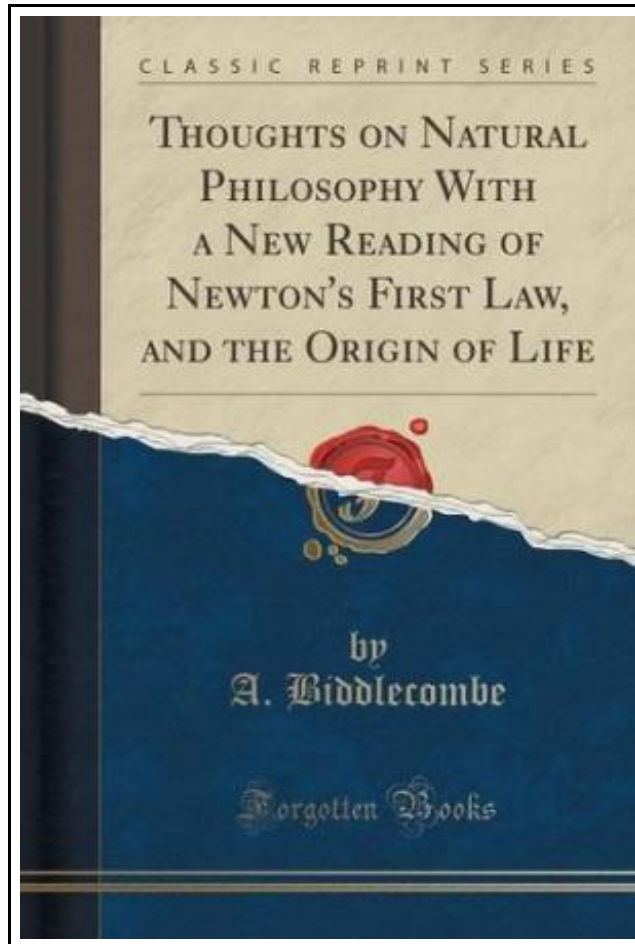 CLASSIC REPRINT SERIES
THOUGHTS ON NATURAL
PHILOSOPHY WITH
A NEW READING OF
NEWTON'S FIRST LAW,
AND THE ORIGIN OF LIFE
by
A. Biddlecombe
Forgotten Books